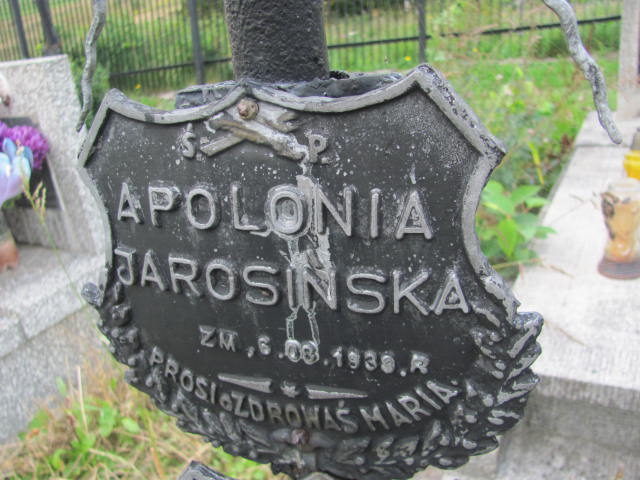 Ś. P.
APOLONIA
JAROSIŃSKA
ZM, 6.08.1938.R
PROSI o ZDROWAŚ MARIA.